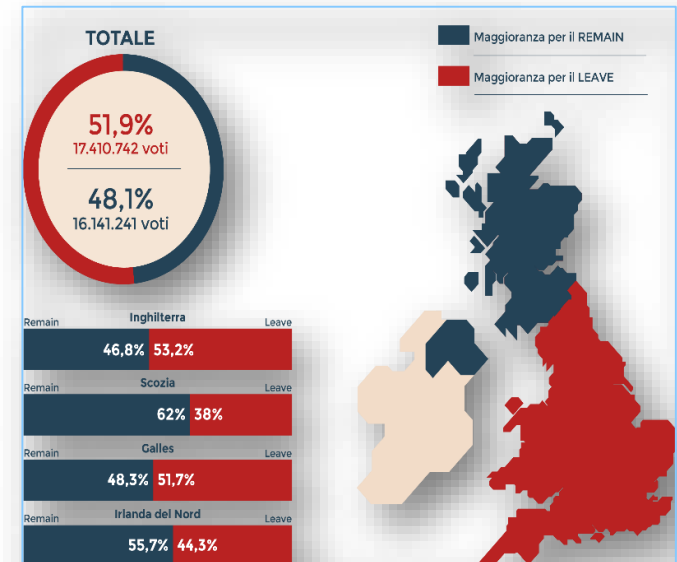 TOTALE
51,9%
17.410.742 voti
48,1%
16.141.241 voti
Maggioranza per il REMAIN
Maggioranza per il LEAVE
Inghilterra
Remain Leave
46,8% 53,2%
Scozia
Remain Leave
62% 38%
Galles
Remain Leave
48,3% 51,7%
Irlanda del Nord
Remain Leave
55,7% 44,3%